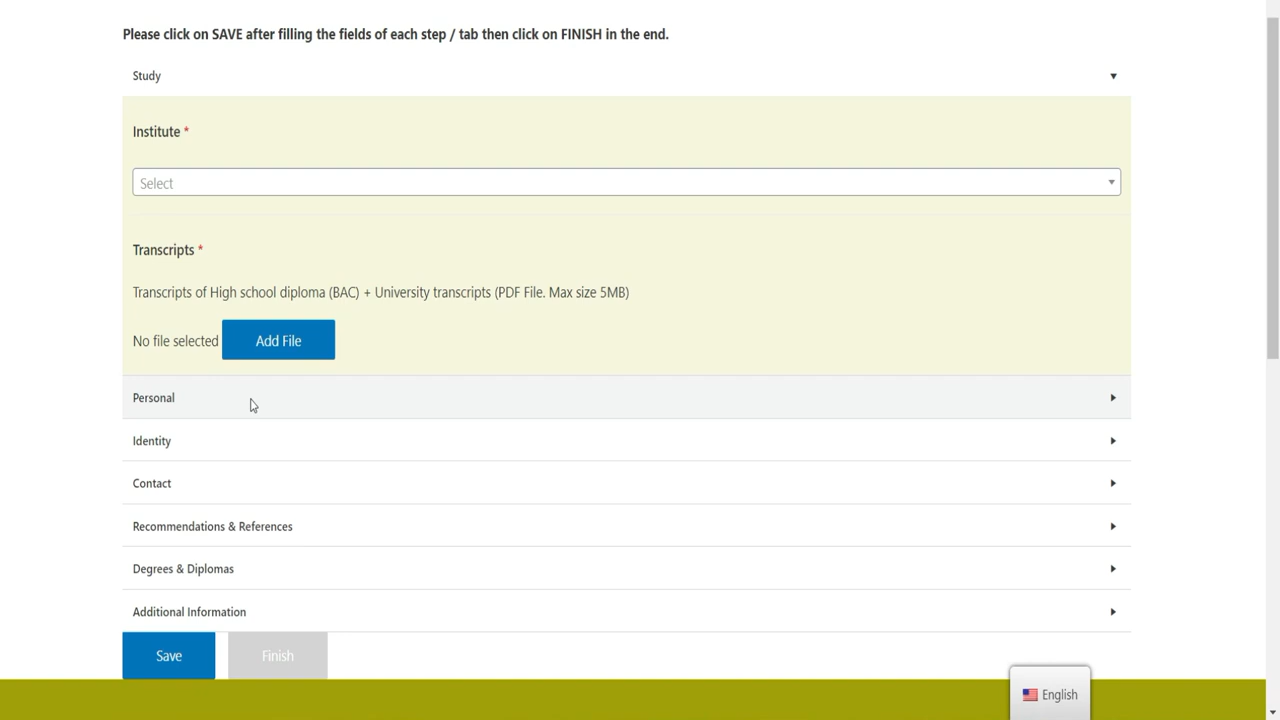 Please click on SAVE after filling the fields of each step / tab then click on FINISH in the end.
Study
Institute *
Select
Transcripts *
Transcripts of High school diploma (BAC) + University transcripts (PDF File. Max size 5MB)
No file selected Add File
Personal
Identity
Contact
Recommendations & References
Degrees & Diplomas
Additional Information
Save Finish
English